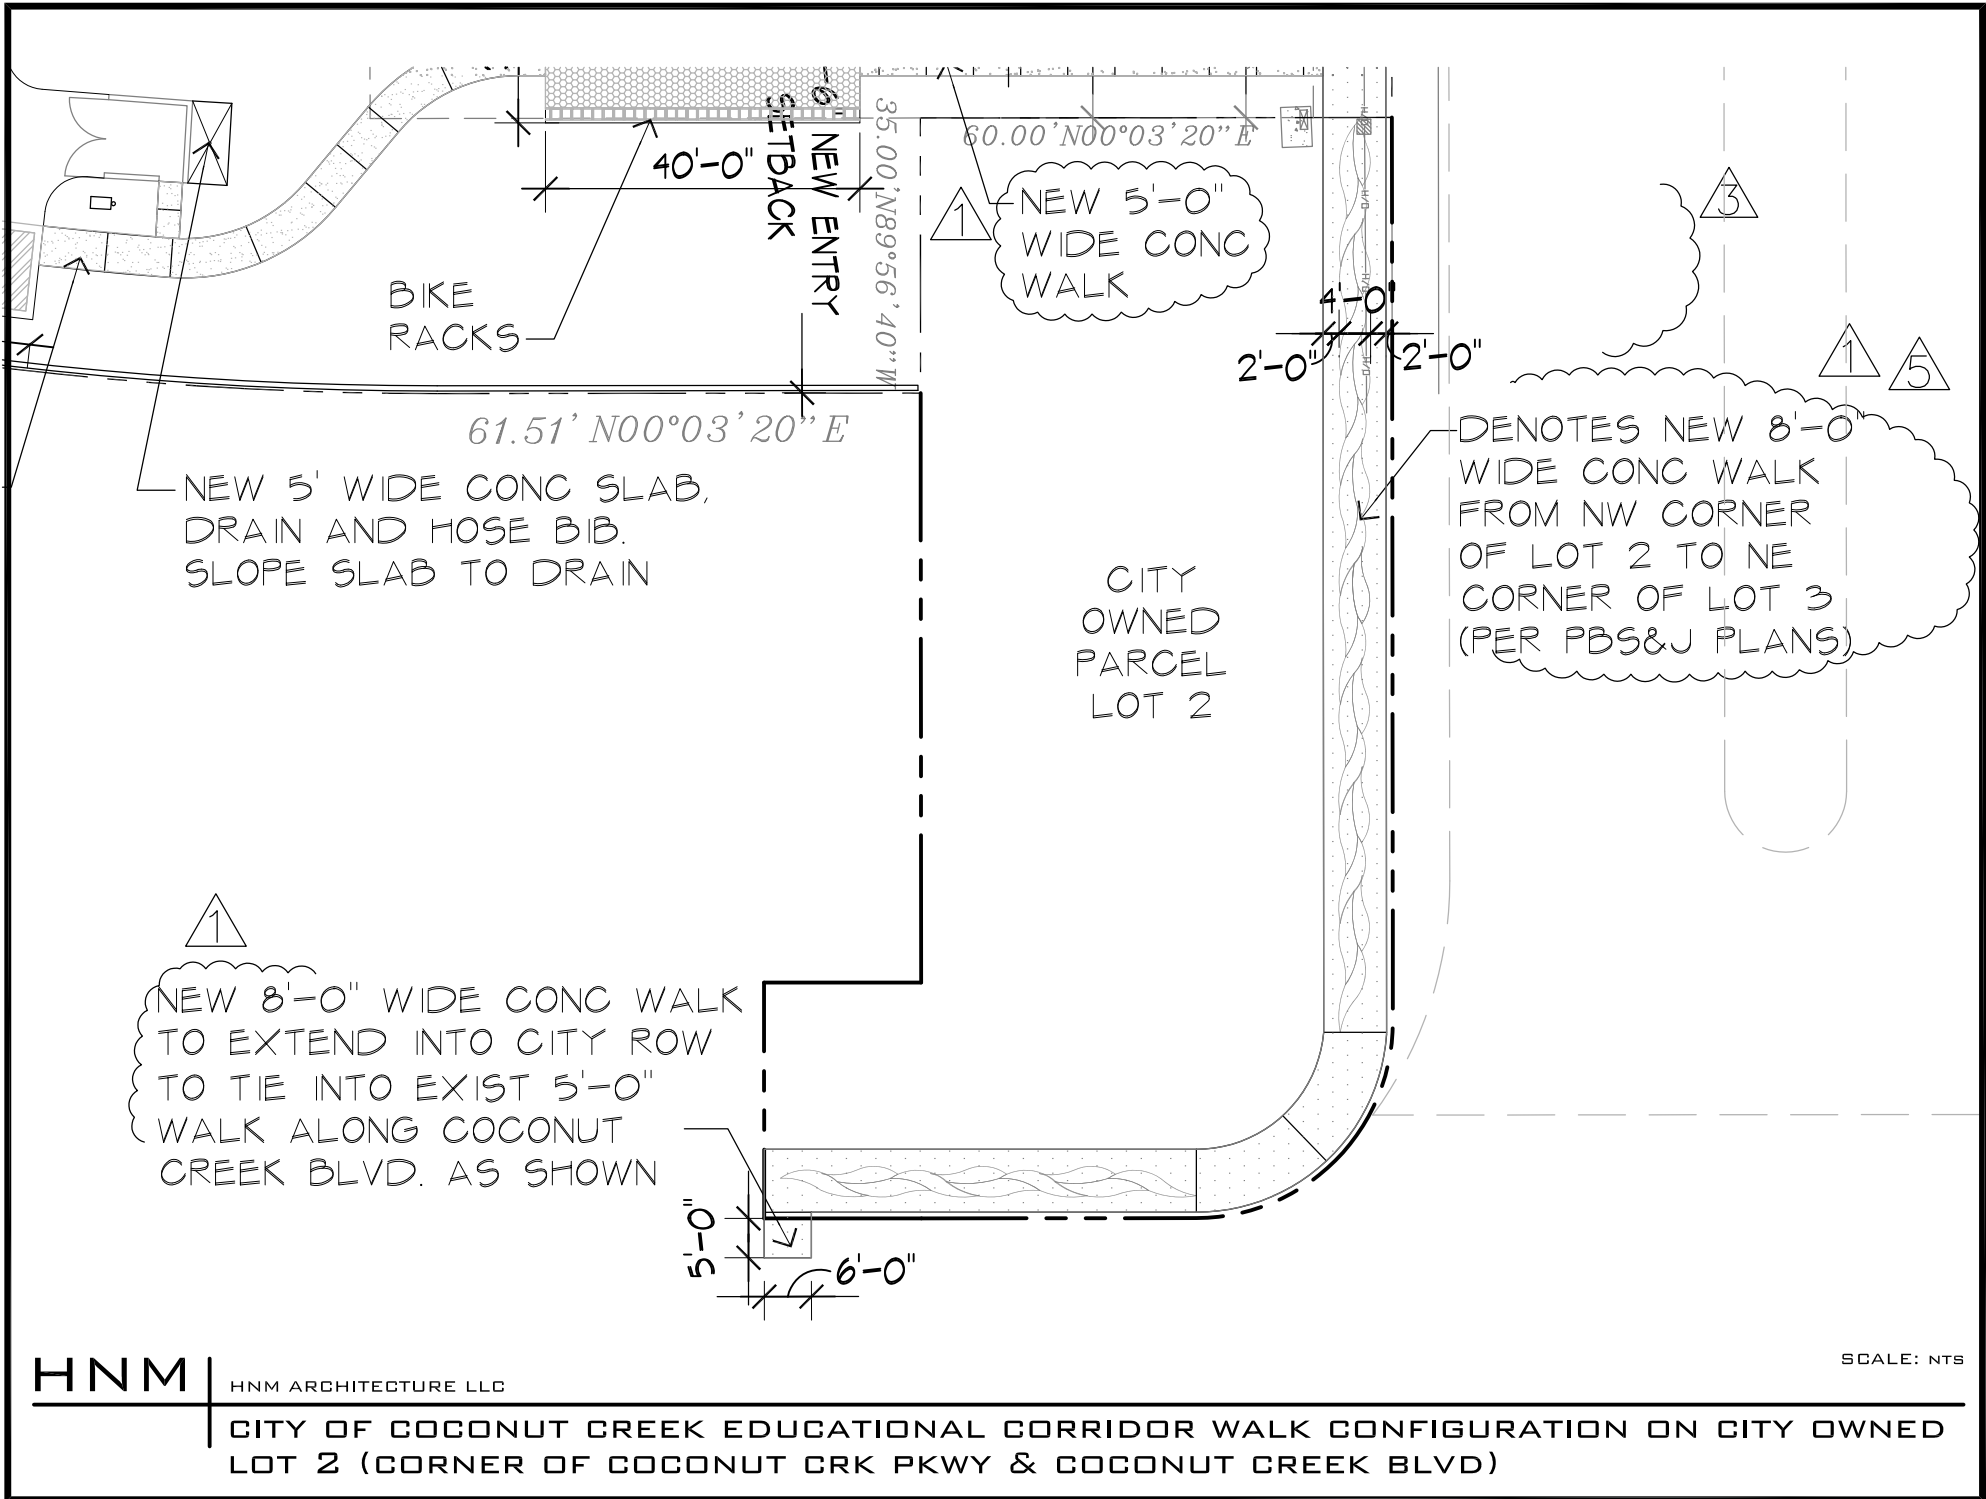 -6" NEW ENTRY
SETBACK
40'-0"
35.00'N89°56'40"W
60.00'N00°03'20"E
1
NEW 5'-0"
WIDE CONC
WALK
3
BIKE
RACKS
4'-0"
2'-0"
2'-0"
1
5
61.51' N00°03'20"E
DENOTES NEW 8'-0"
WIDE CONC WALK
FROM NW CORNER
OF LOT 2 TO NE
CORNER OF LOT 3
(PER PBS&J PLANS)
NEW 5' WIDE CONC SLAB,
DRAIN AND HOSE BIB.
SLOPE SLAB TO DRAIN
CITY
OWNED
PARCEL
LOT 2
1
NEW 8'-0" WIDE CONC WALK
TO EXTEND INTO CITY ROW
TO TIE INTO EXIST 5'-0"
WALK ALONG COCONUT
CREEK BLVD. AS SHOWN
5'-0"
6'-0"
SCALE: NTS
HNM
HNM ARCHITECTURE LLC
CITY OF COCONUT CREEK EDUCATIONAL CORRIDOR WALK CONFIGURATION ON CITY OWNED
LOT 2 (CORNER OF COCONUT CRK PKWY & COCONUT CREEK BLVD)